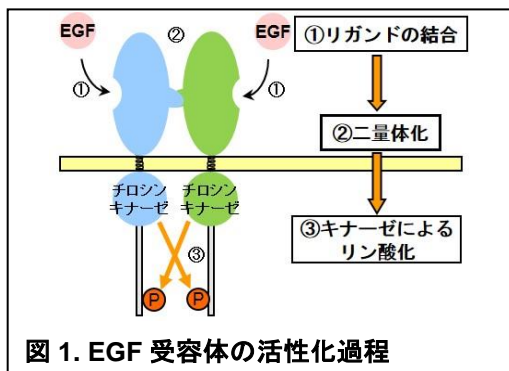 EGF
②
EGF
①リガンドの結合
①
①
②二量体化
チロシン
キナーゼ
チロシン
キナーゼ
③キナーゼによる
リン酸化
③
P
P
図 1. EGF 受容体の活性化過程